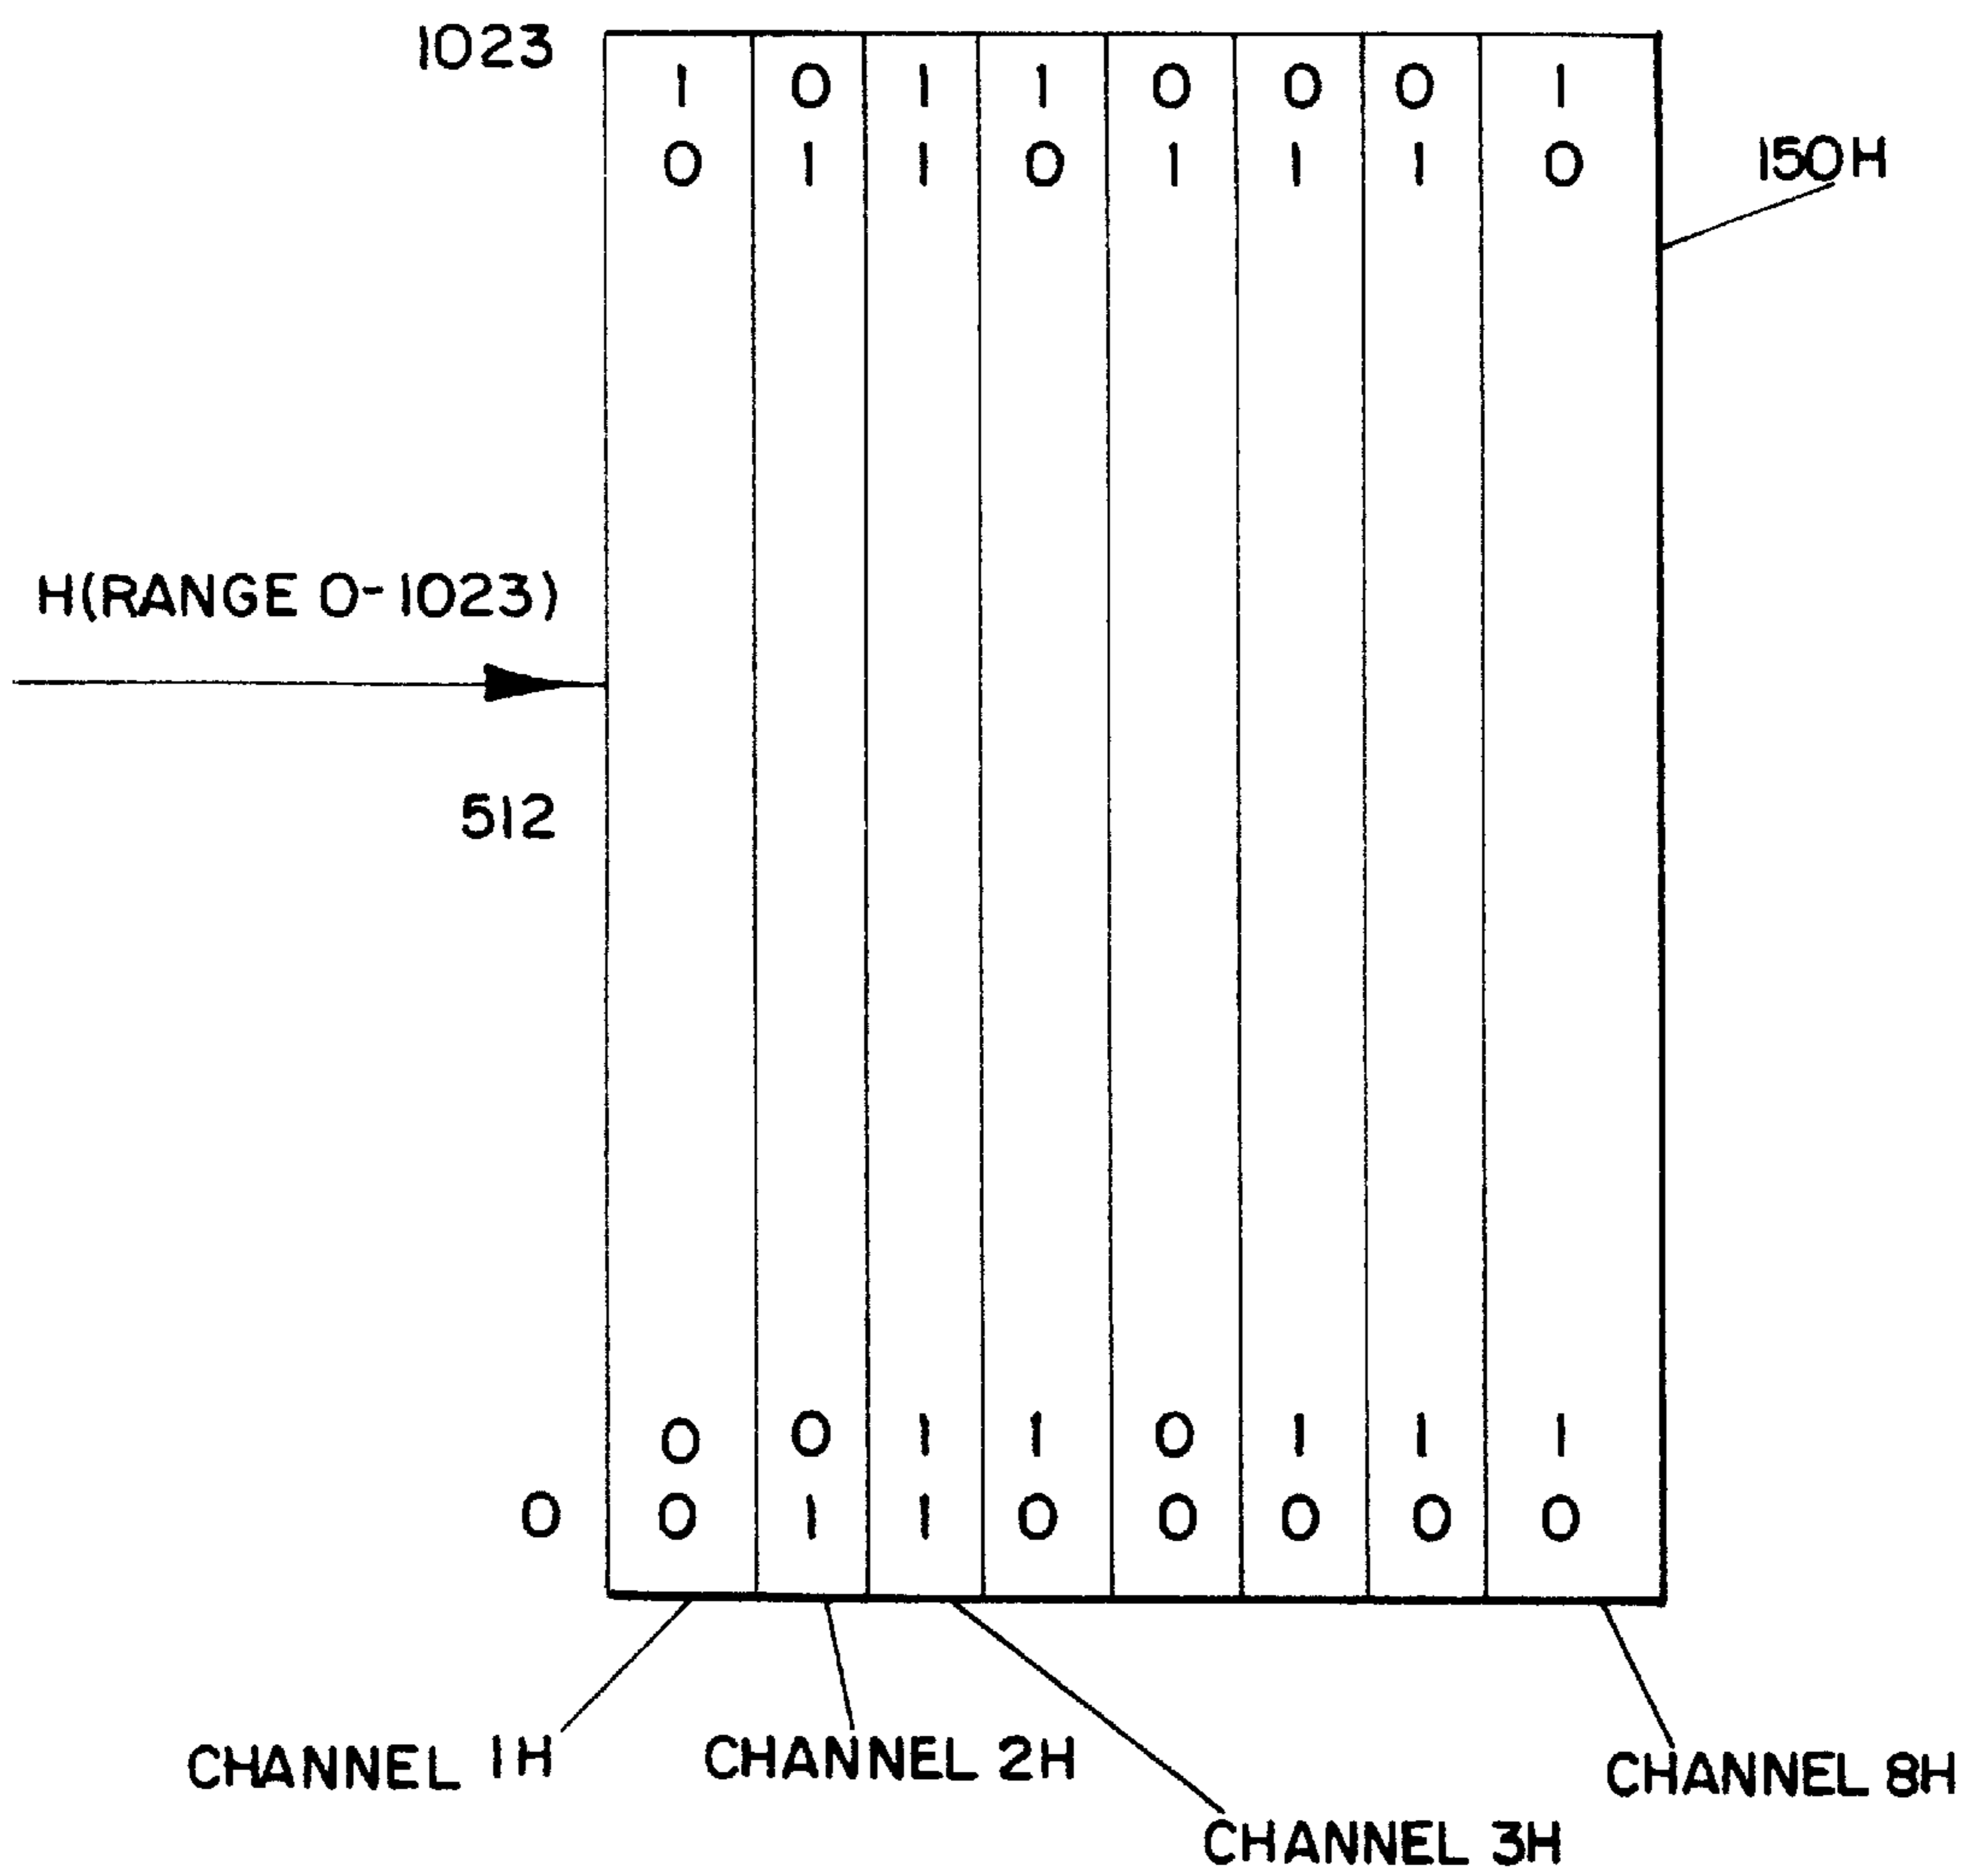 1023
1 0 1 1 0 0 0 1
0 1 1 0 1 1 1 0
150H
H(RANGE 0-1023)
512
0 0 1 1 0 1 1 1
0 0 1 1 0 0 0 0 0
CHANNEL 1H
CHANNEL 2H
CHANNEL 3H
CHANNEL 8H